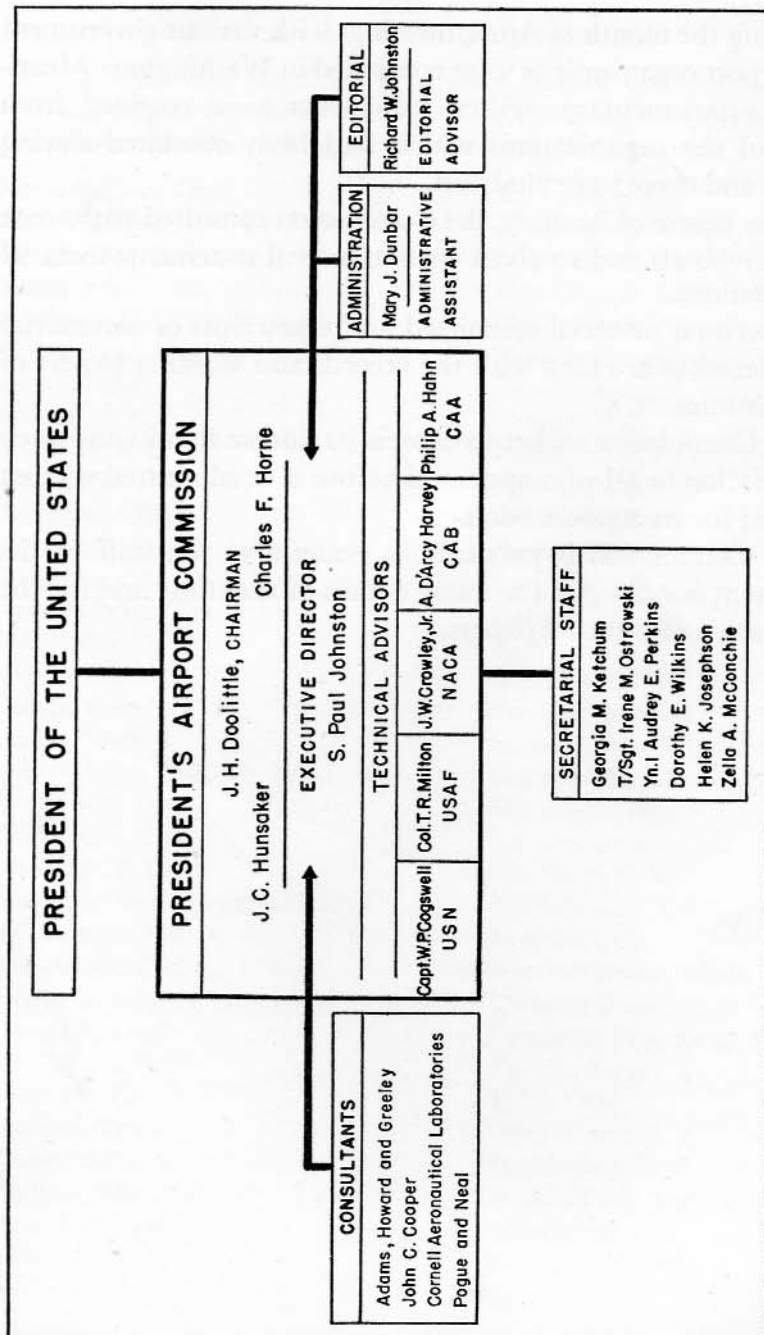 PRESIDENT OF THE UNITED STATES
PRESIDENT'S AIRPORT COMMISSION
J. H. Doolittle, CHAIRMAN
J.C. Hunsaker
Charles F. Horne
EXECUTIVE DIRECTOR
S. Paul Johnston
TECHNICAL ADVISORS
Capt.W.P.Cogswell
USN
Col.T.R.Milton
USAF
J.W.Crowley,Jr.
NACA
A. D'Arcy Harvey
CAB
Phillip A. Hahn
CAA
CONSULTANTS
Adams, Howard and Greeley
John C. Cooper
Cornell Aeronautical Laboratories
Pogue and Neal
ADMINISTRATION
Mary J. Dunbar
ADMINISTRATIVE
ASSISTANT
EDITORIAL
Richard W. Johnston
EDITORIAL
ADVISOR
SECRETARIAL STAFF
Georgia M. Ketchum
T/Sgt. Irene M. Ostrowski
Yn.1 Audrey E. Perkins
Dorothy E. Wilkins
Helen K. Josephson
Zella A. McConchie